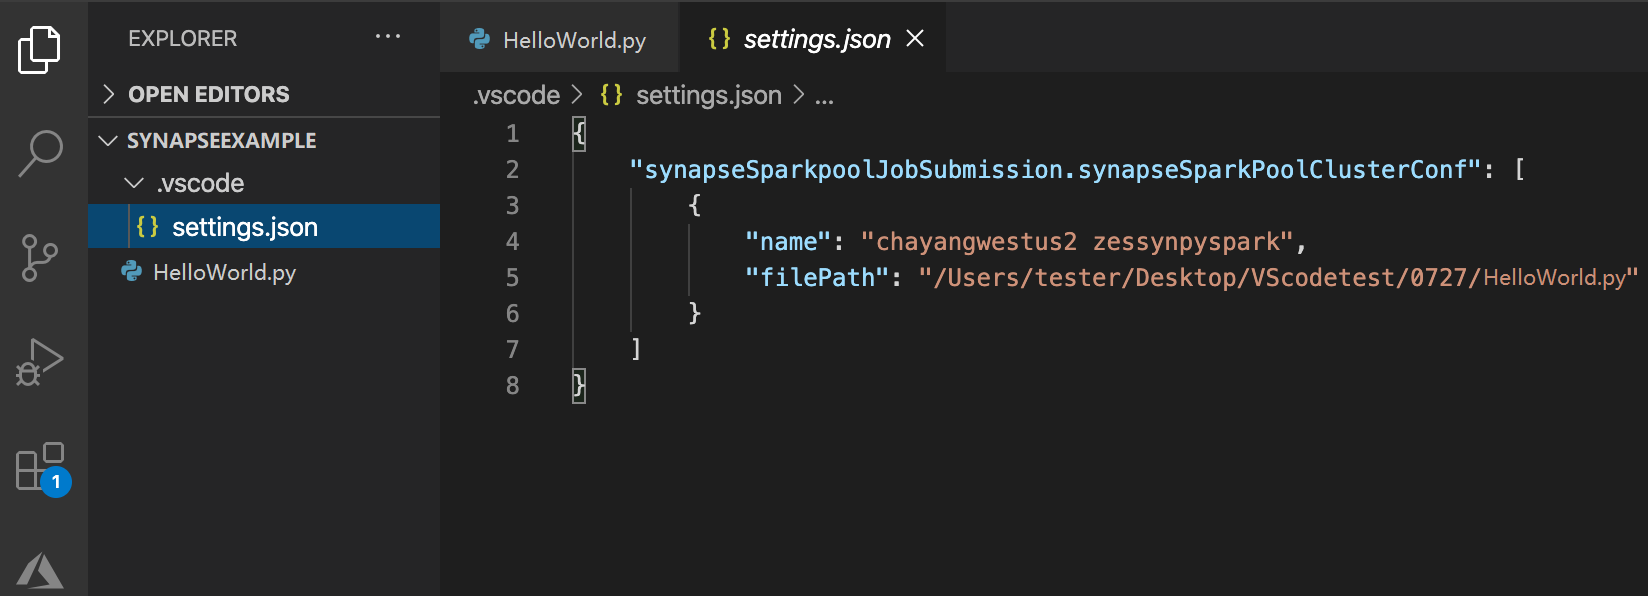 EXPLORER ...
OPEN EDITORS
SYNAPSEEXAMPLE
.vscode
{} settings.json
HelloWorld.py
1
HelloWorld.py
{} settings.json
.vscode > {} settings.json > ...
1 {
2 "synapseSparkpoolJobSubmission.synapseSparkPoolClusterConf": [
3 {
4 "name": "chayangwestus2 zessynpyspark",
5 "filePath": "/Users/tester/Desktop/VScodetest/0727/HelloWorld.py"
6 }
7 ]
8 }